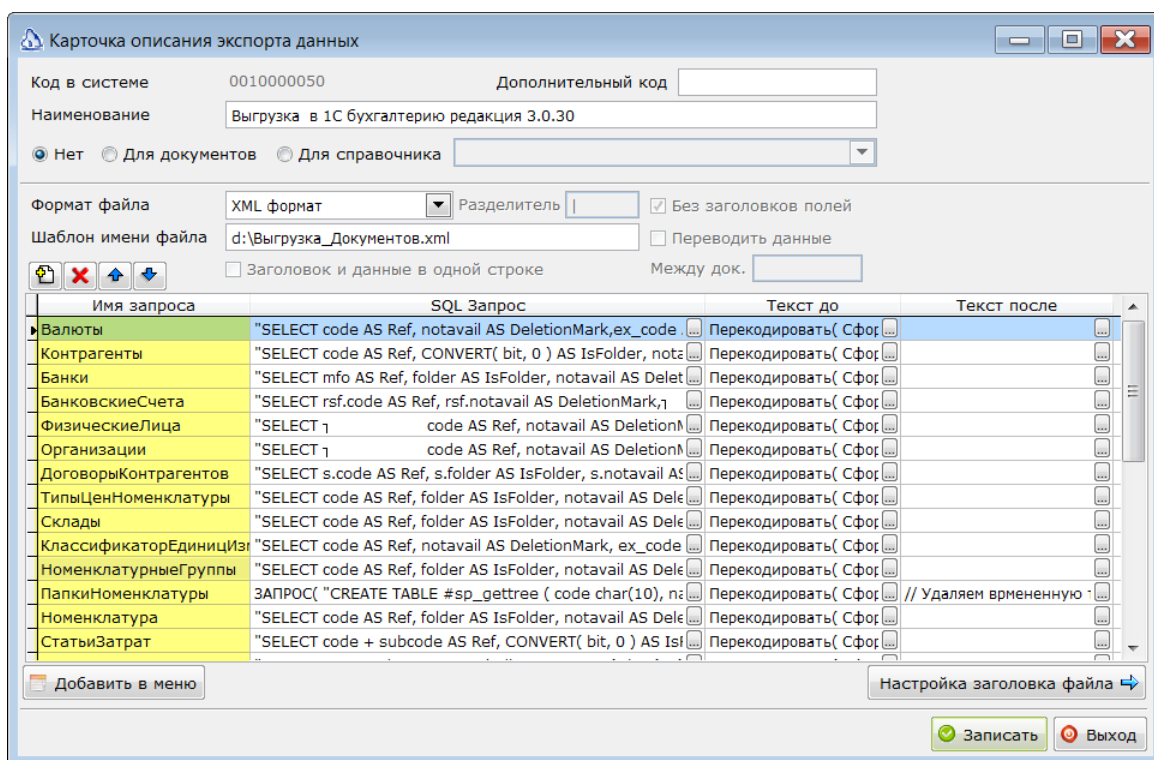 Карточка описания экспорта данных
Код в системе 0010000050 Дополнительный код
Наименование Выгрузка в 1С бухгалтерию редакция 3.0.30
Нет Для документов Для справочника
Формат файла XML формат Разделитель | Без заголовков полей
Шаблон имени файла d:\Выгрузка_Документов.xml Переводить данные
Заголовок и данные в одной строке Между док.
Имя запроса SQL Запрос Текст до Текст после
Валюты "SELECT code AS Ref, notavail AS DeletionMark,ex_code ... Перекодировать( Сфор ... ...
Контрагенты "SELECT code AS Ref, CONVERT( bit, 0 ) AS IsFolder, nota ... Перекодировать( Сфор ... ...
Банки "SELECT mfo AS Ref, folder AS IsFolder, notavail AS Delet ... Перекодировать( Сфор ... ...
БанковскиеСчета "SELECT rsf.code AS Ref, rsf.notavail AS DeletionMark,┐ ... Перекодировать( Сфор ... ...
ФизическиеЛица "SELECT ┐ code AS Ref, notavail AS DeletionM ... Перекодировать( Сфор ... ...
Организации "SELECT ┐ code AS Ref, notavail AS DeletionM ... Перекодировать( Сфор ... ...
ДоговорыКонтрагентов "SELECT s.code AS Ref, s.folder AS IsFolder, s.notavail AS ... Перекодировать( Сфор ... ...
ТипыЦенНоменклатуры "SELECT code AS Ref, folder AS IsFolder, notavail AS Dele ... Перекодировать( Сфор ... ...
Склады "SELECT code AS Ref, folder AS IsFolder, notavail AS Dele ... Перекодировать( Сфор ... ...
КлассификаторЕдиницИзм "SELECT code AS Ref, notavail AS DeletionMark, ex_code ... Перекодировать( Сфор ... ...
НоменклатурныеГруппы "SELECT code AS Ref, folder AS IsFolder, notavail AS Dele ... Перекодировать( Сфор ... ...
ПапкиНоменклатуры ЗАПРОС( "CREATE TABLE #sp_gettree ( code char(10), na ... Перекодировать( Сфор ... // Удаляем врмененную т ...
Номенклатура "SELECT code AS Ref, folder AS IsFolder, notavail AS Dele ... Перекодировать( Сфор ... ...
СтатьиЗатрат "SELECT code + subcode AS Ref, CONVERT( bit, 0 ) AS IsF ... Перекодировать( Сфор ... ...
Добавить в меню Настройка заголовка файла
Записать Выход